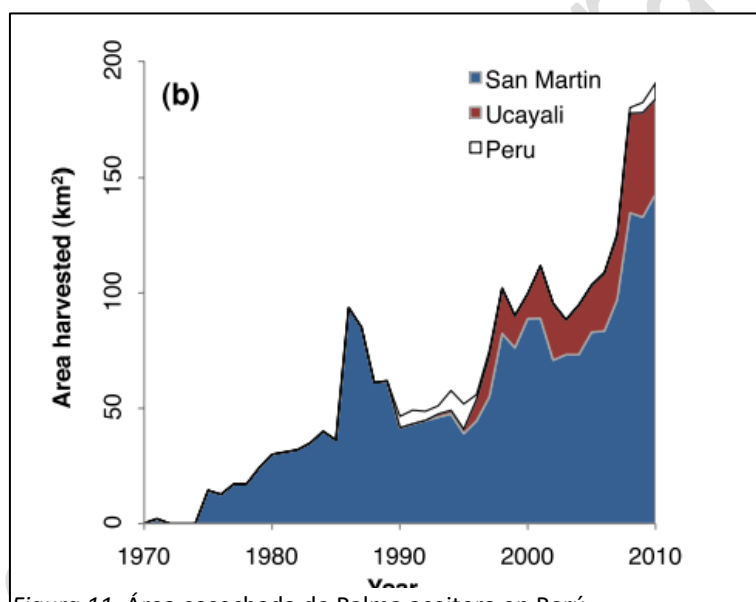 (b)
San Martin
Ucayali
Peru
Area harvested (km²)
200
150
100
50
0
1970 1980 1990 2000 2010
Year
Figura 11. Área cosechada de Palma aceitera en Perú